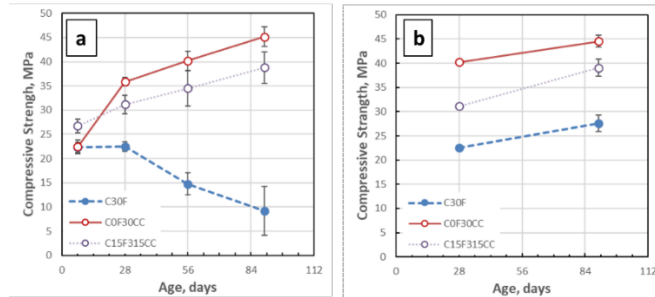 a
Compressive Strengh, MPa
50
45
40
35
30
25
20
15
10
5
0
C30F
C0F30CC
C15F315CC
0 28 56 84 112
Age, days
b
Compressive Strangth, MPa
50
45
40
35
30
25
20
15
10
5
0
C30F
C0F30CC
C15F315CC
0 28 56 84 112
Age, days